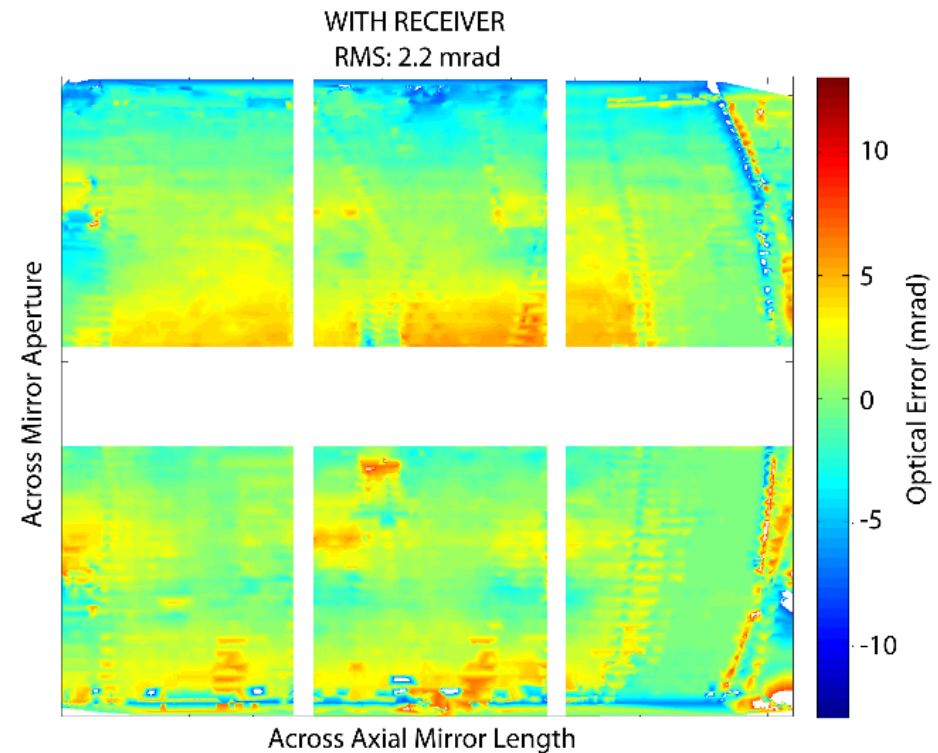 WITH RECEIVER
RMS: 2.2 mrad
Across Mirror Aperture
10
5
0
-5
-10
Optical Error (mrad)
Across Axial Mirror Length